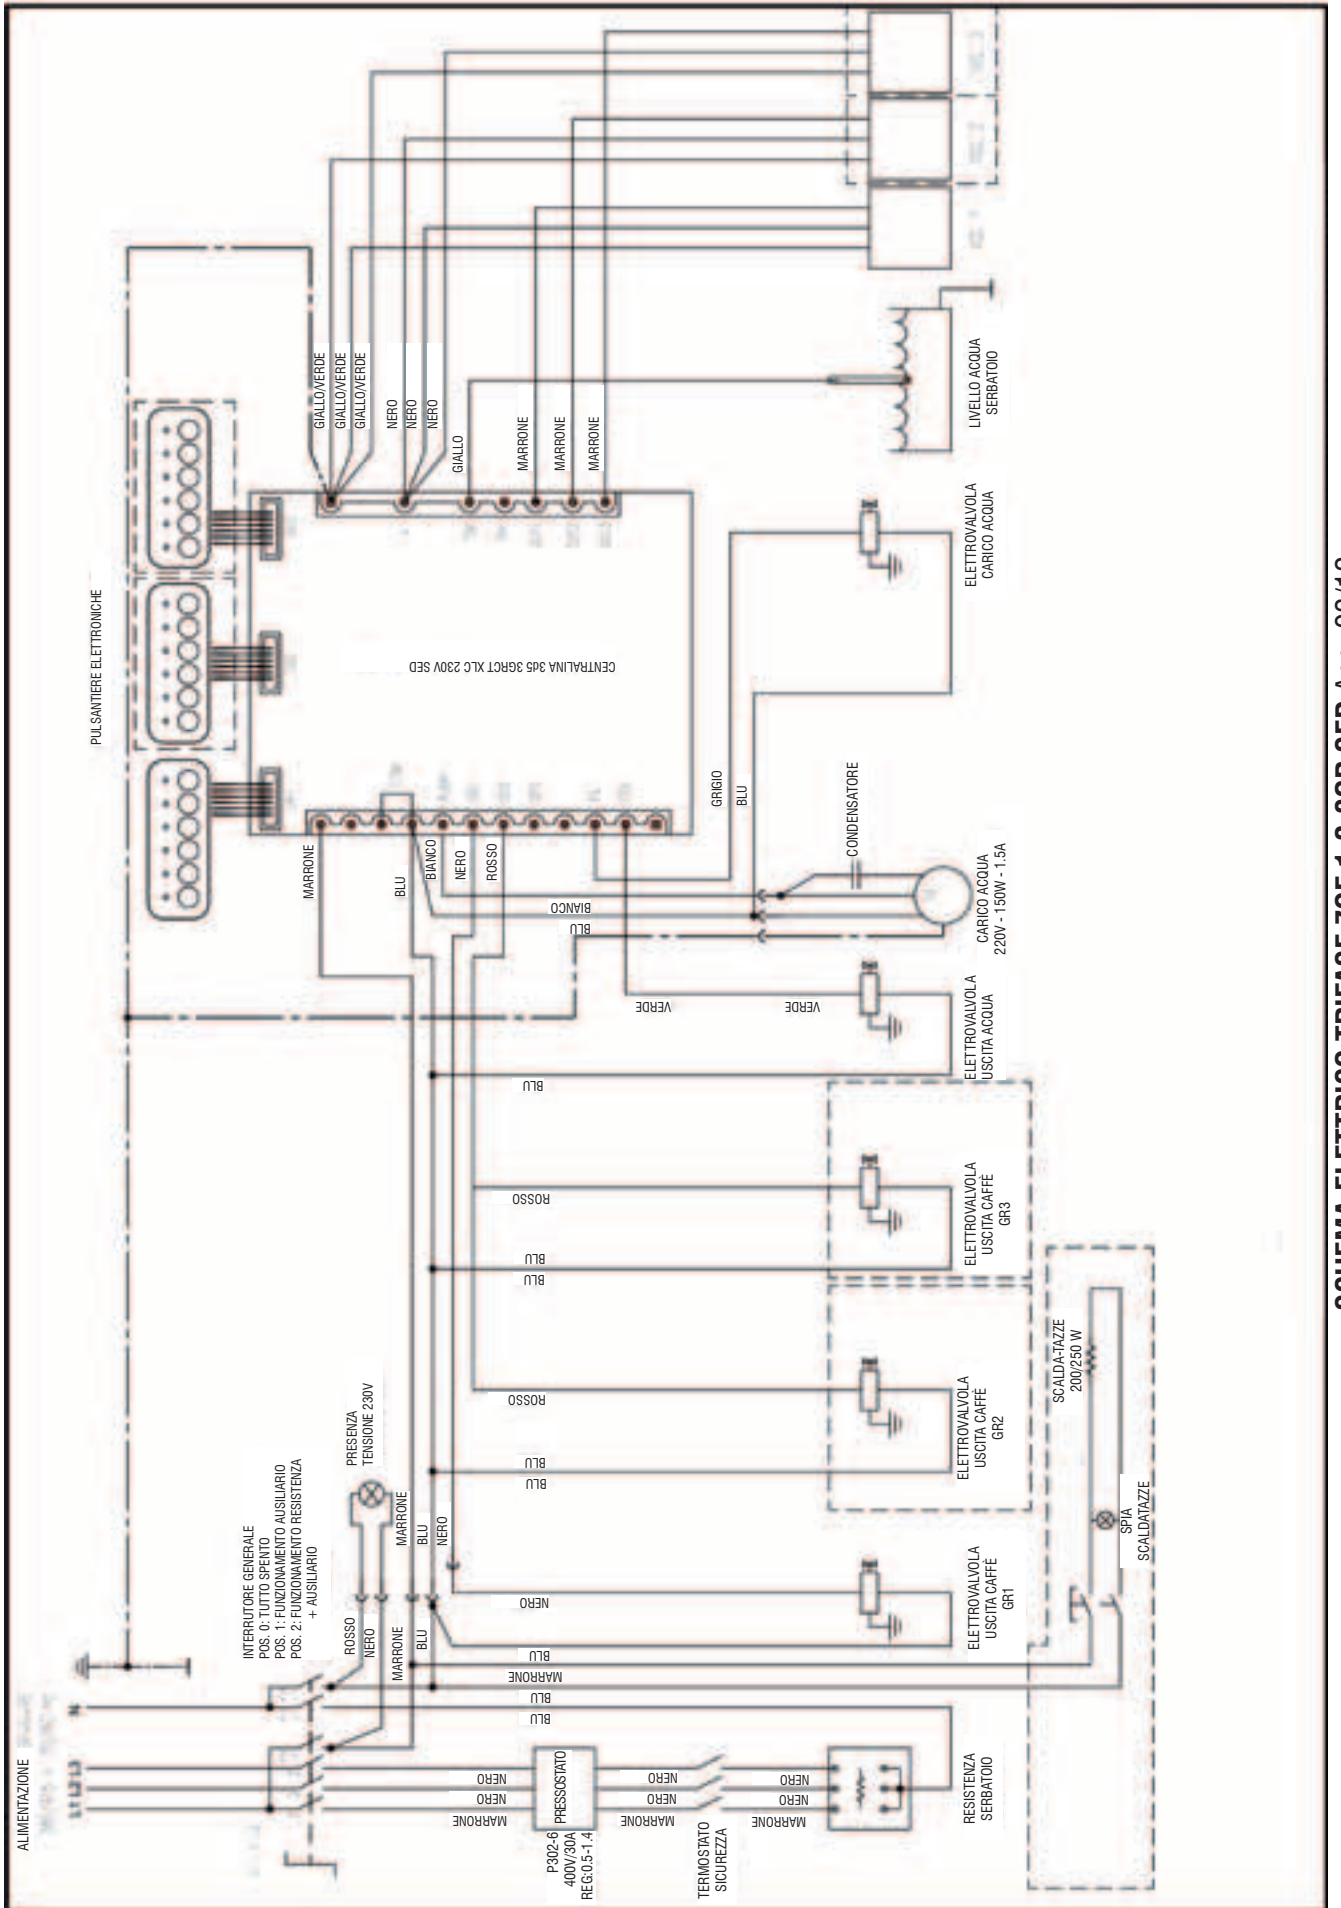 ALIMENTAZIONE
L1 L2 L3
N
INTERRUTORE GENERALE
POS. 0: TUTTO SPENTO
POS. 1: FUNZIONAMENTO AUSILIARIO
POS. 2: FUNZIONAMENTO RESISTENZA
+ AUSILIARIO
PRESENZA
TENSIONE 230V
ROSSO
NERO
MARRONE
BLU
MARRONE
BLU
NERO
PULSANTIERE ELETTRONICHE
CENTRALINA 3d5 3GRCT XLC 230V SED
MARRONE
BLU
BIANCO
NERO
ROSSO
GIALLO/VERDE
GIALLO/VERDE
GIALLO/VERDE
NERO
NERO
NERO
GIALLO
MARRONE
MARRONE
MARRONE
GRIGIO
BLU
BIANCO
BLU
VERDE
VERDE
BLU
ROSSO
BLU
BLU
ROSSO
BLU
BLU
NERO
BLU
MARRONE
BLU
BLU
NERO
NERO
MARRONE
P302-6
400V/30A
REG:0.5-1.4
PRESSOSTATO
NERO
NERO
MARRONE
TERMOSTATO
SICUREZZA
NERO
NERO
MARRONE
RESISTENZA
SERBATOIO
ELETTROVALVOLA
USCITA CAFFÈ
GR1
ELETTROVALVOLA
USCITA CAFFÈ
GR2
ELETTROVALVOLA
USCITA CAFFÈ
GR3
ELETTROVALVOLA
USCITA ACQUA
CONDENSATORE
CARICO ACQUA
220V - 150W - 1.5A
ELETTROVALVOLA
CARICO ACQUA
LIVELLO ACQUA
SERBATOIO
SCALDA-TAZZE
200/250 W
SPIA
SCALDATAZZE
SCHEMA ELETTRICO TRIFASE